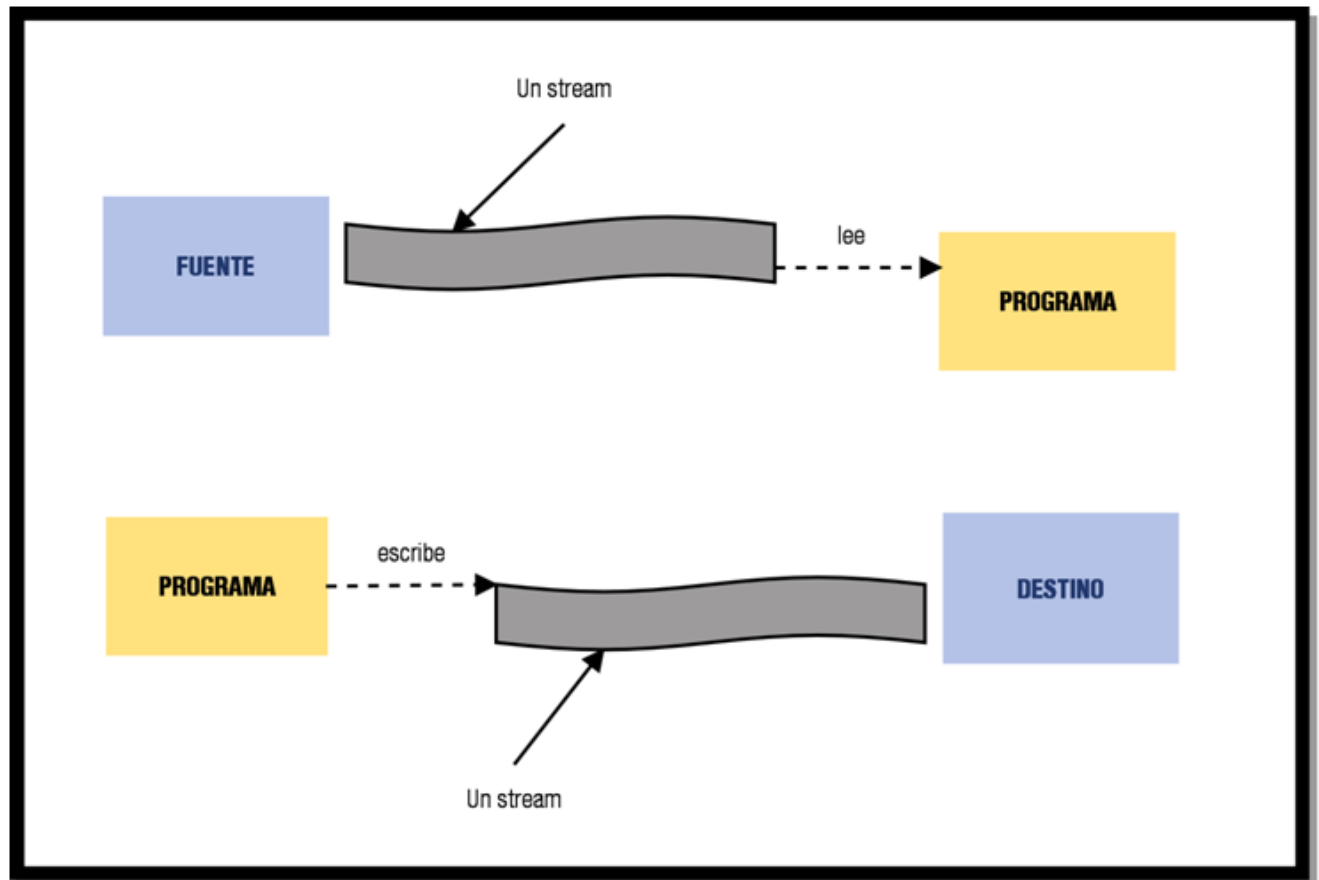 Un stream
FUENTE
lee
PROGRAMA
PROGRAMA
escribe
DESTINO
Un stream